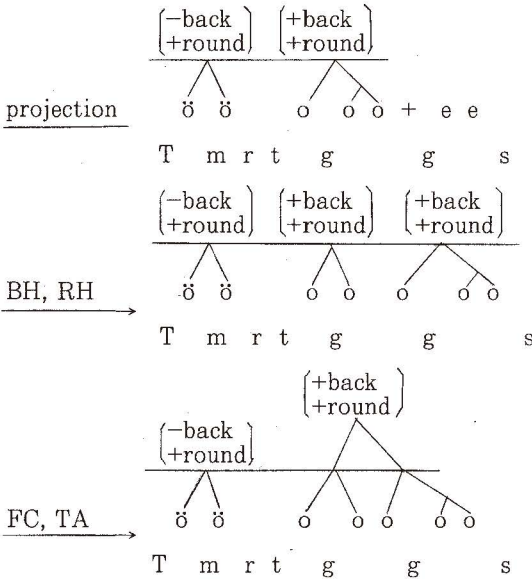 [−back] [+back]
[+round] [+round]
projection ö ö o o o + e e
T m r t g g s
[−back] [+back] [+back]
[+round] [+round] [+round]
BH, RH ö ö o o o o o
T m r t g g s
[+back]
[+round]
[−back]
[+round]
FC, TA ö ö o o o o o
T m r t g g s